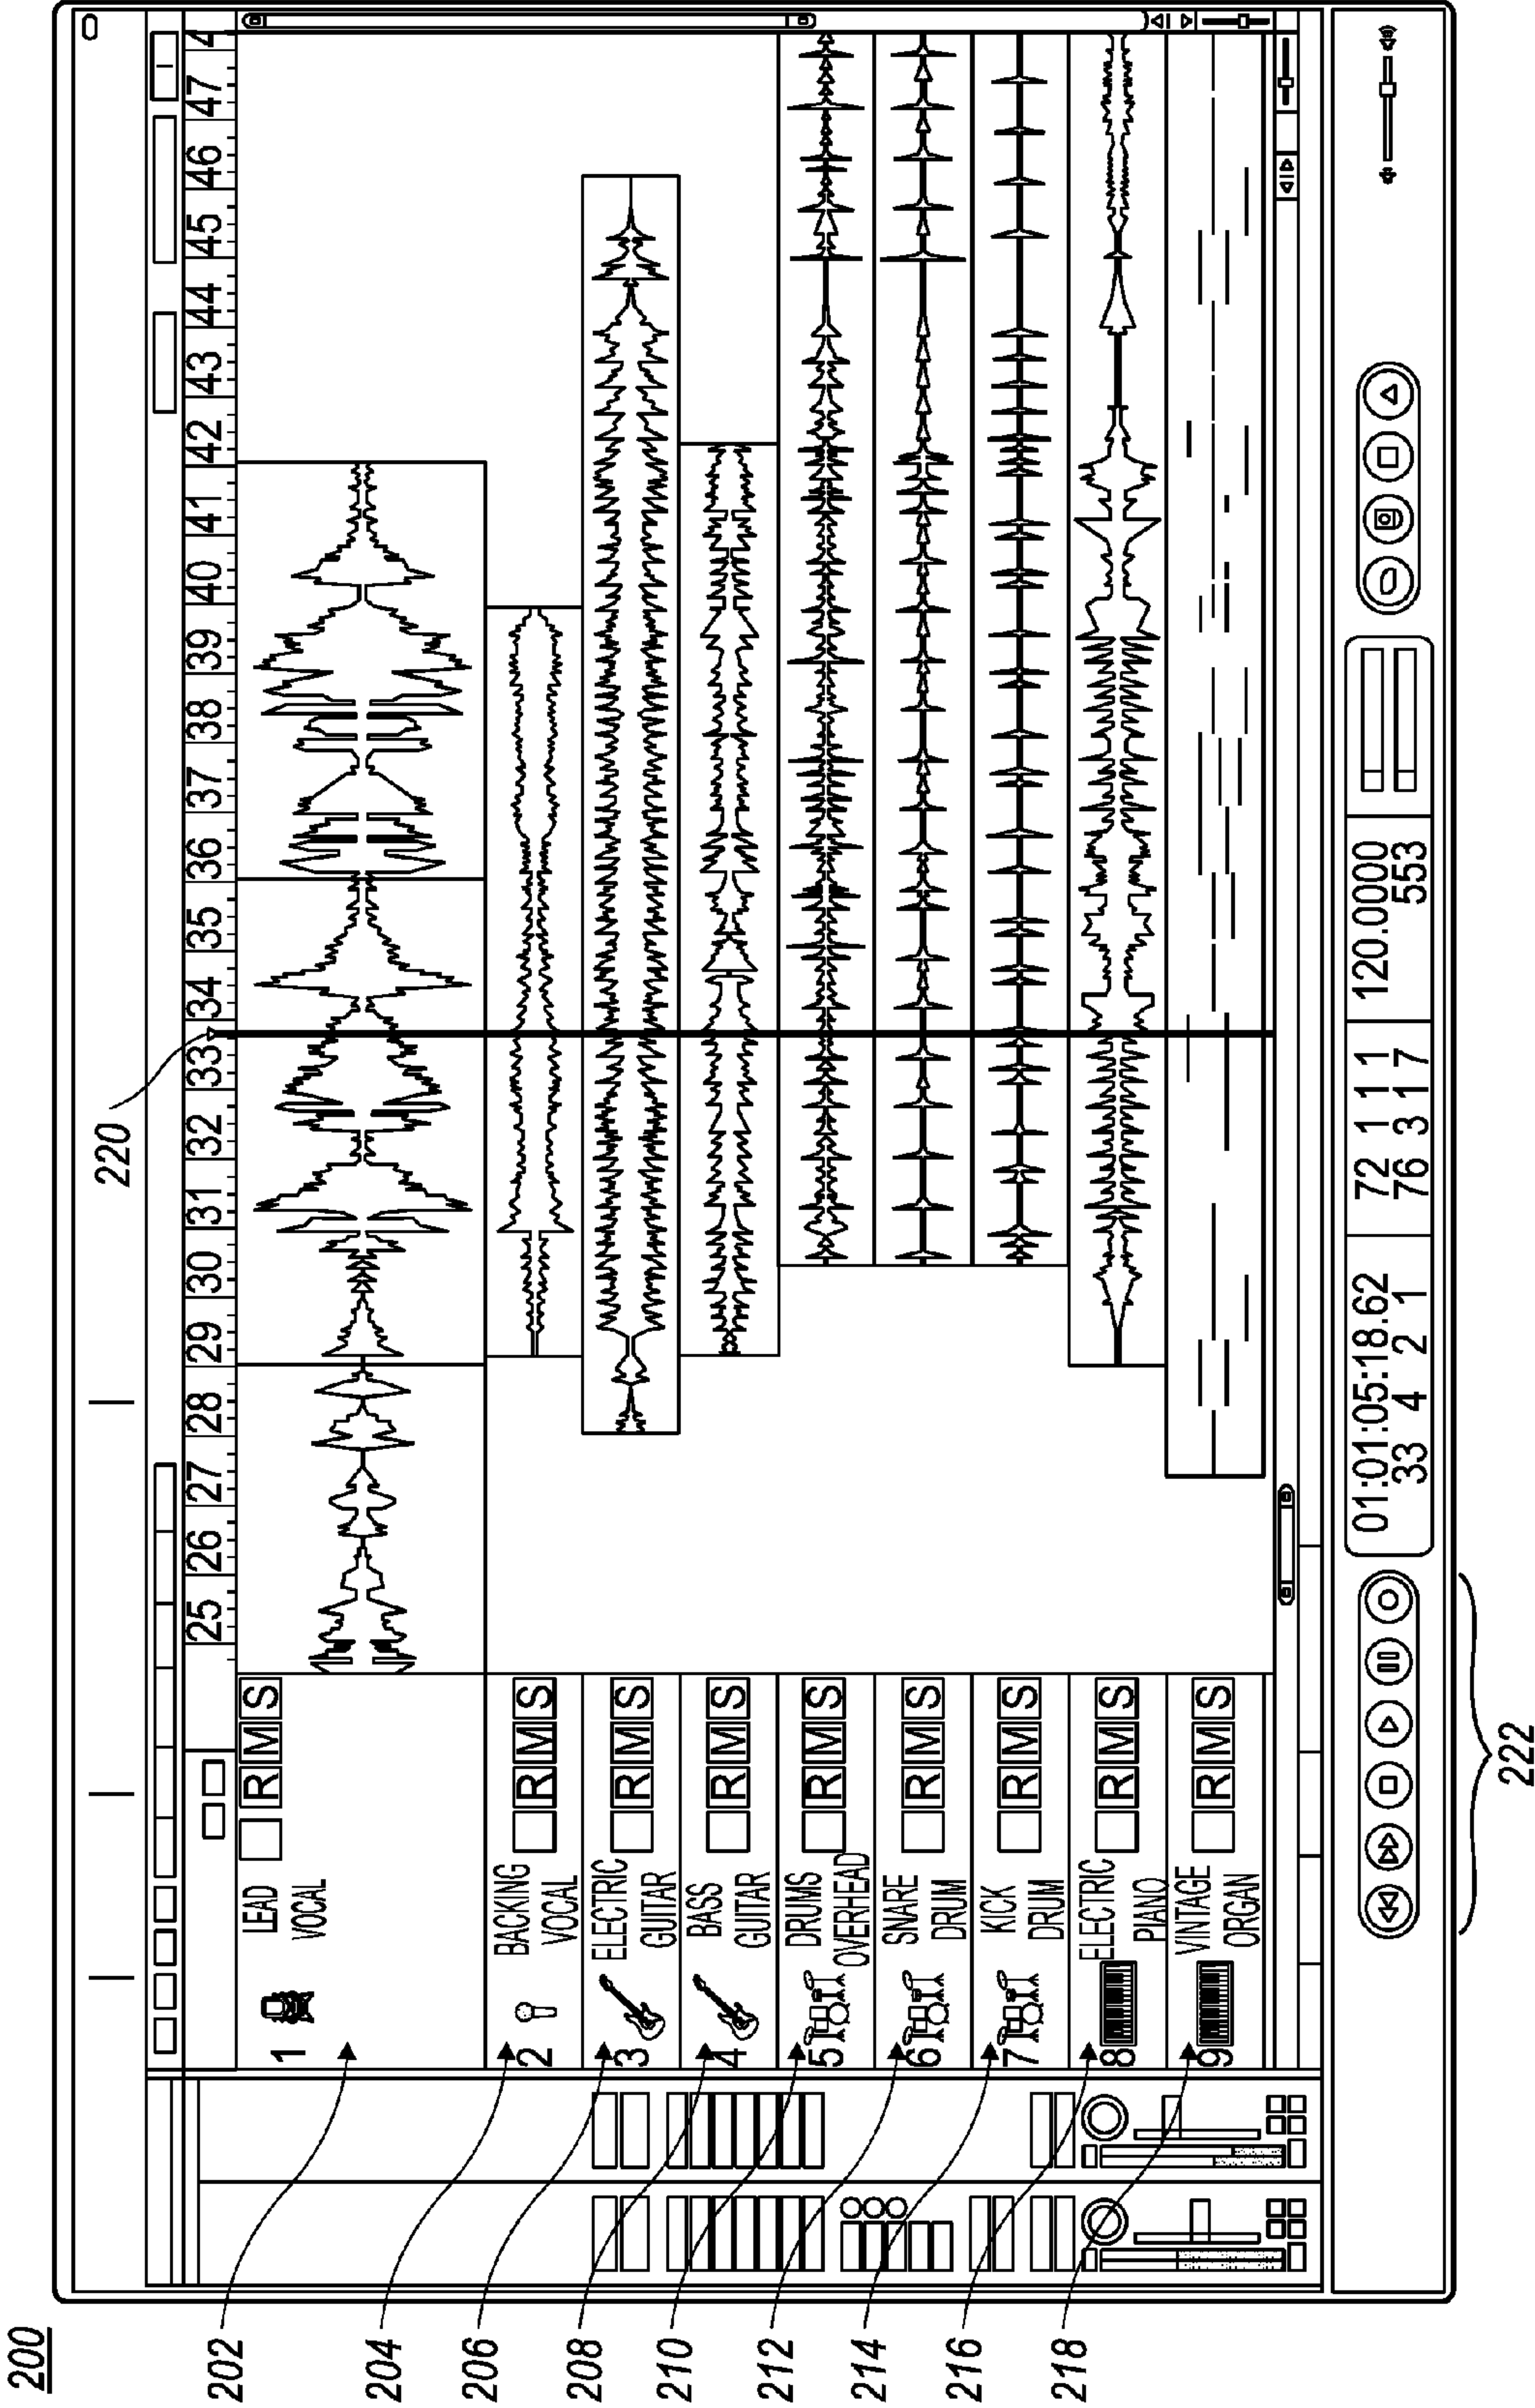 200
220
25 26 27 28 29 30 31 32 33 34 35 36 37 38 39 40 41 42 43 44 45 46 47 4
202
1 LEAD VOCAL R M S
204
2 BACKING VOCAL R M S
206
3 ELECTRIC GUITAR R M S
208
4 BASS GUITAR R M S
210
5 DRUMS OVERHEAD R M S
212
6 SNARE DRUM R M S
214
7 KICK DRUM R M S
216
8 ELECTRIC PIANO R M S
218
9 VINTAGE ORGAN R M S
01:01:05:18.62 72 1 1 1 120.0000
33 4 2 1 76 3 1 7 553
222